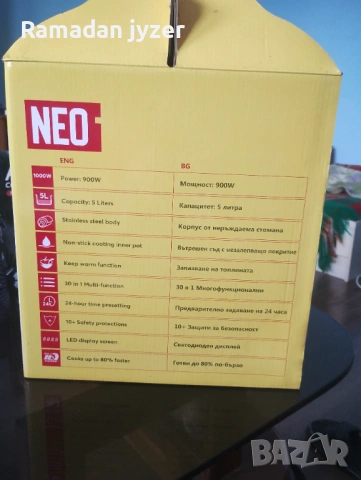 Ramadan jyzer
NEO
ENG BG
1000W Power: 900W Мощност: 900W
5L Capacity: 5 Liters Капацитет: 5 литра
Stainless steel body Корпус от неръждаема стомана
Non-stick-coating inner pot Вътрешен съд с незалепващо покритие
Keep warm function Запазване на топлината
30 in 1 Multi-function 30 в 1 Многофункционални
24-hour time presetting Предварително задаване на 24 часа
10+ Safety protections 10+ Защити за безопасност
LED display screen Светодиоден дисплей
Cooks up to 80% faster Готви до 80% по-бързо
BAZAR